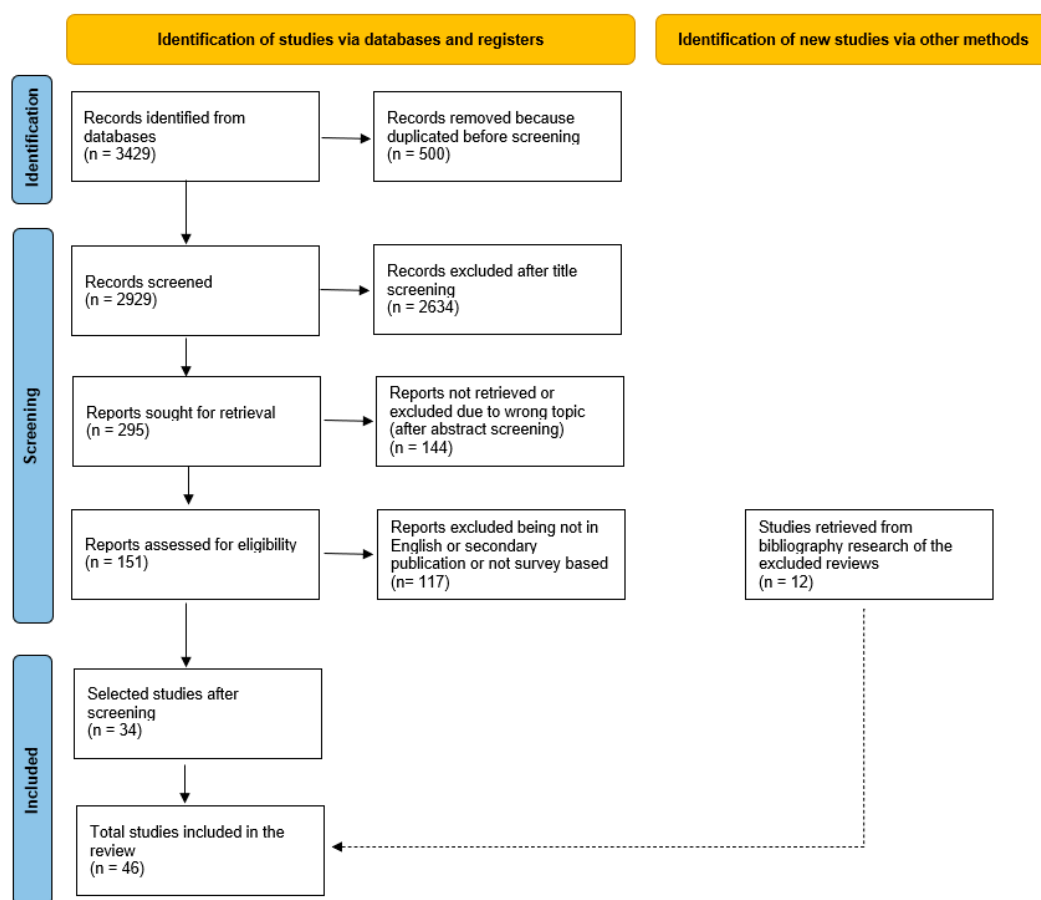 Identification of studies via databases and registers
Identification of new studies via other methods
Identification
Records identified from
databases
(n = 3429)
Records removed because
duplicated before screening
(n = 500)
Screening
Records screened
(n = 2929)
Records excluded after title
screening
(n = 2634)
Reports sought for retrieval
(n = 295)
Reports not retrieved or
excluded due to wrong topic
(after abstract screening)
(n = 144)
Reports assessed for eligibility
(n = 151)
Reports excluded being not in
English or secondary
publication or not survey based
(n= 117)
Studies retrieved from
bibliography research of the
excluded reviews
(n = 12)
Included
Selected studies after
screening
(n = 34)
Total studies included in the
review
(n = 46)